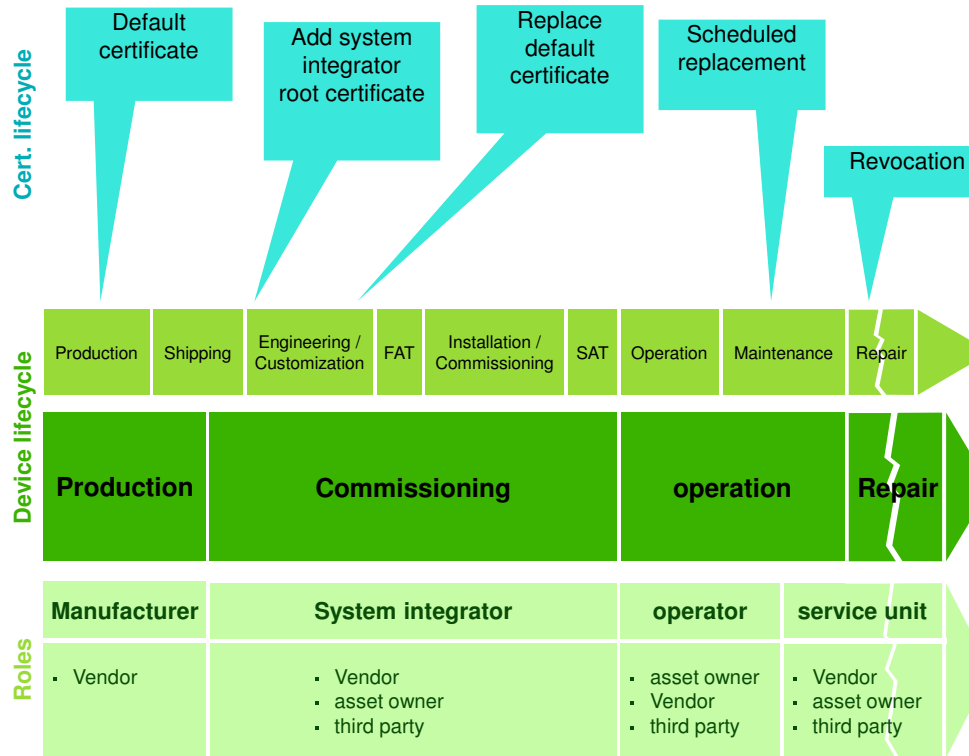 Cert. lifecycle
Default
certificate
Add system
integrator
root certificate
Replace
default
certificate
Scheduled
replacement
Revocation
Device lifecycle
Production
Shipping
Engineering /
Customization
FAT
Installation /
Commissioning
SAT
Operation
Maintenance
Repair
Production
Commissioning
operation
Repair
Roles
Manufacturer
System integrator
operator
service unit
▪ Vendor
▪ Vendor
▪ asset owner
▪ third party
▪ asset owner
▪ Vendor
▪ third party
▪ Vendor
▪ asset owner
▪ third party